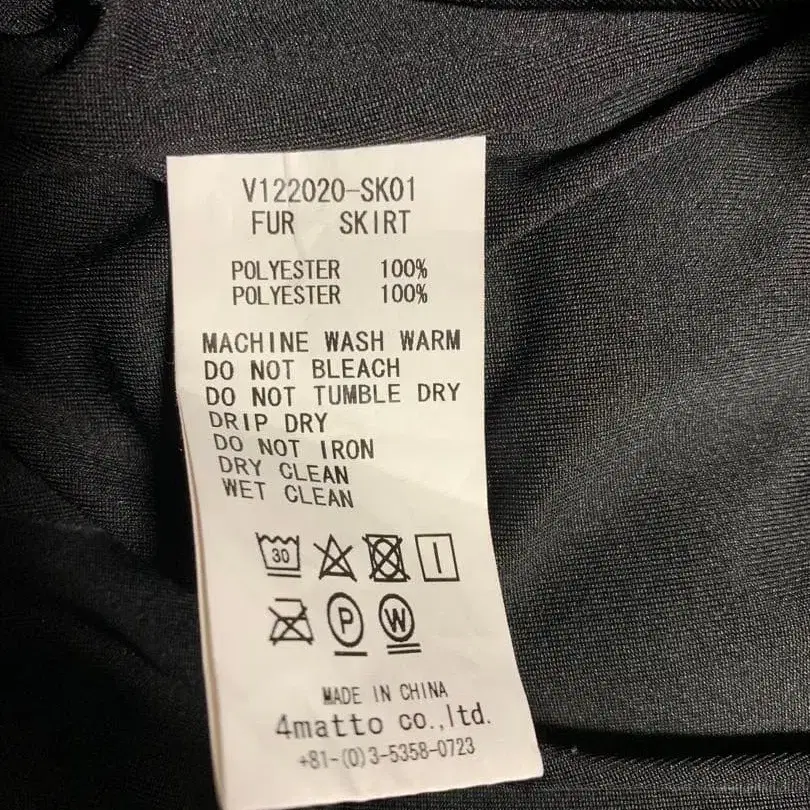 V122020-SK01
FUR SKIRT
POLYESTER 100%
POLYESTER 100%
MACHINE WASH WARM
DO NOT BLEACH
DO NOT TUMBLE DRY
DRIP DRY
DO NOT IRON
DRY CLEAN
WET CLEAN
30
P W
MADE IN CHINA
4matto co.,ltd.
+81-(0)3-5358-0723